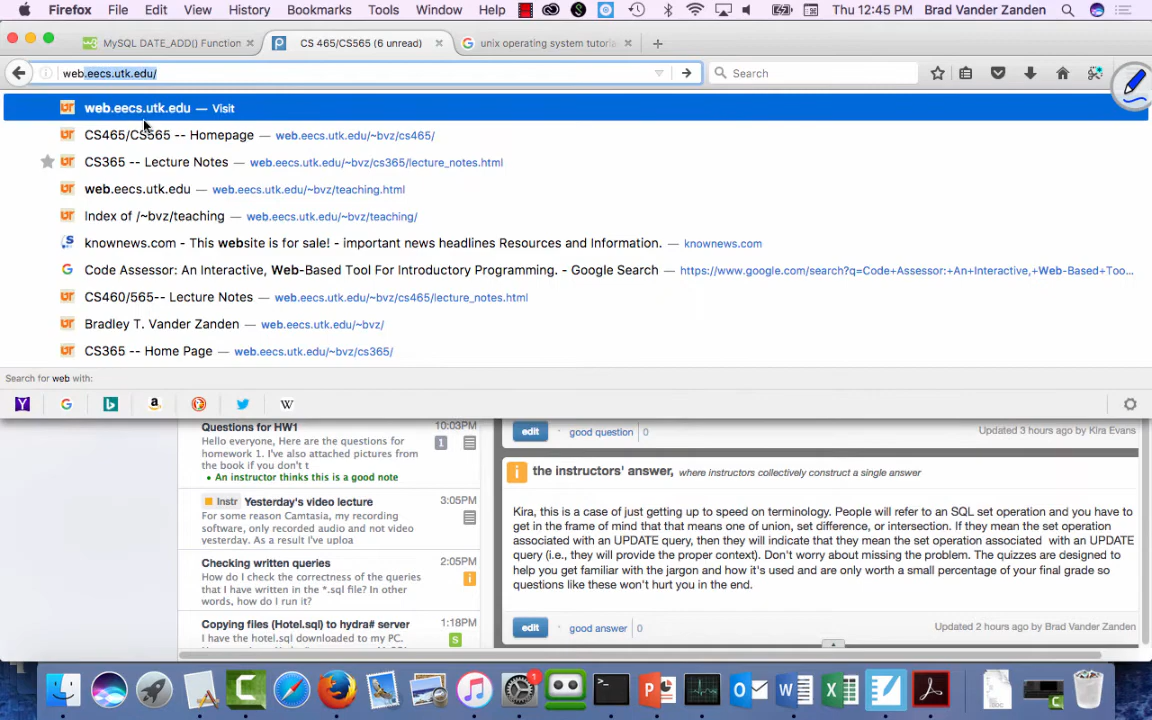 Firefox File Edit View History Bookmarks Tools Window Help Thu 12:45 PM Brad Vander Zanden
MySQL DATE_ADD() Function × CS 465/CS565 (6 unread) × unix operating system tutoria × +
web.eecs.utk.edu/ Search
web.eecs.utk.edu — Visit
CS465/CS565 -- Homepage — web.eecs.utk.edu/~bvz/cs465/
CS365 -- Lecture Notes — web.eecs.utk.edu/~bvz/cs365/lecture_notes.html
web.eecs.utk.edu — web.eecs.utk.edu/~bvz/teaching.html
Index of /~bvz/teaching — web.eecs.utk.edu/~bvz/teaching/
knownews.com - This website is for sale! - important news headlines Resources and Information. — knownews.com
Code Assessor: An Interactive, Web-Based Tool For Introductory Programming. - Google Search — https://www.google.com/search?q=Code+Assessor:+An+Interactive,+Web-Based+Too...
CS460/565-- Lecture Notes — web.eecs.utk.edu/~bvz/cs465/lecture_notes.html
Bradley T. Vander Zanden — web.eecs.utk.edu/~bvz/
CS365 -- Home Page — web.eecs.utk.edu/~bvz/cs365/
Search for web with:
Questions for HW1 10:03PM
Hello everyone, Here are the questions for
homework 1. I've also attached pictures from
the book if you don't t
• An instructor thinks this is a good note
1
Instr Yesterday's video lecture 3:05PM
For some reason Camtasia, my recording
software, only recorded audio and not video
yesterday. As a result I've uploa
Checking written queries 2:05PM
How do I check the correctness of the queries
that I have written in the *.sql file? In other
words, how do I run it?
i
Copying files (Hotel.sql) to hydra# server 1:18PM
I have the hotel.sql downloaded to my PC.
S
edit · good question 0 Updated 3 hours ago by Kira Evans
i the instructors' answer, where instructors collectively construct a single answer
Kira, this is a case of just getting up to speed on terminology. People will refer to an SQL set operation and you have to
get in the frame of mind that that means one of union, set difference, or intersection. If they mean the set operation
associated with an UPDATE query, then they will indicate that they mean the set operation associated with an UPDATE
query (i.e., they will provide the proper context). Don't worry about missing the problem. The quizzes are designed to
help you get familiar with the jargon and how it's used and are only worth a small percentage of your final grade so
questions like these won't hurt you in the end.
edit · good answer 0 Updated 2 hours ago by Brad Vander Zanden